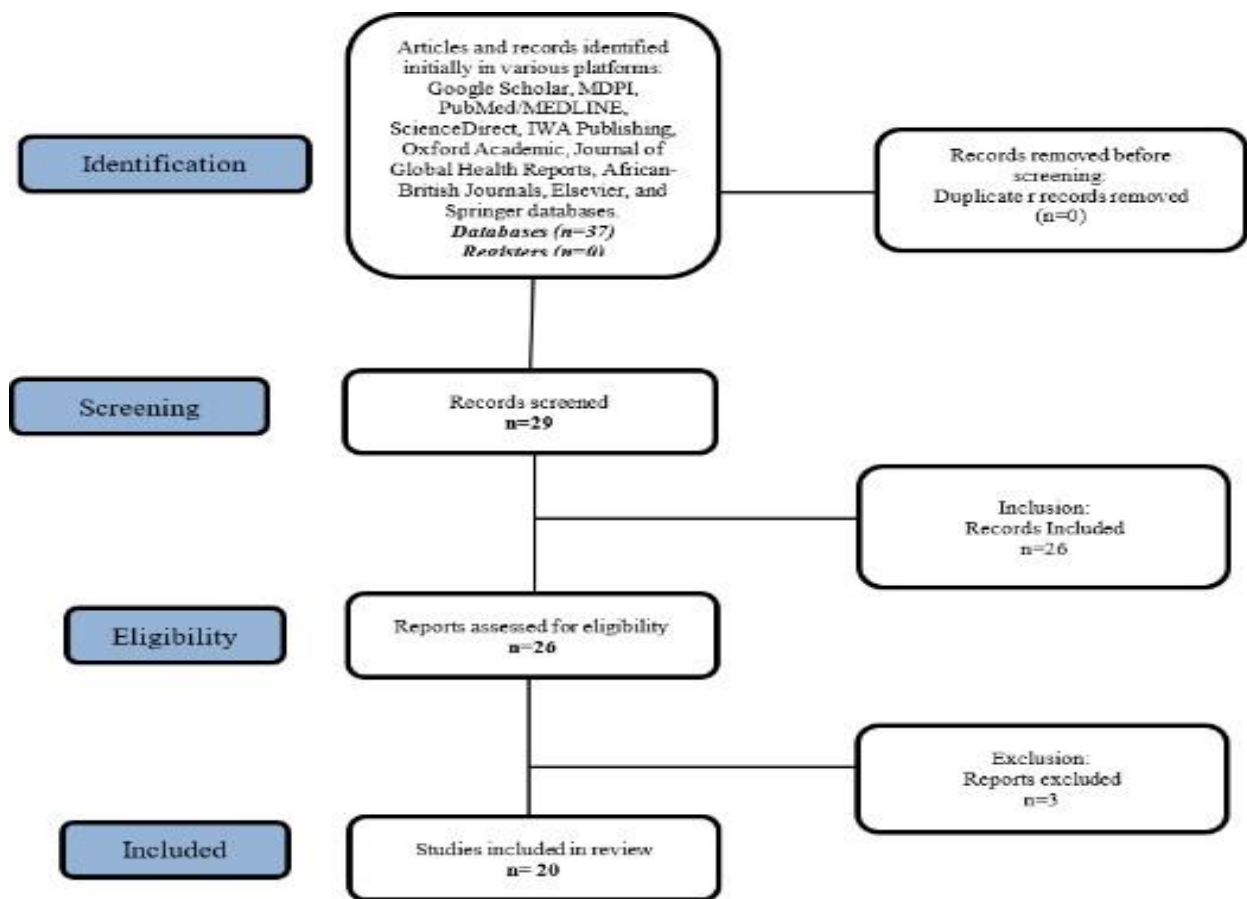 Identification
Articles and records identified
initially in various platforms:
Google Scholar, MDPI,
PubMed/MEDLINE,
ScienceDirect, IWA Publishing,
Oxford Academic, Journal of
Global Health Reports, African-
British Journals, Elsevier, and
Springer databases.
Databases (n=37)
Registers (n=0)
Records removed before
screening:
Duplicate r records removed
(n=0)
Screening
Records screened
n=29
Inclusion:
Records Included
n=26
Eligibility
Reports assessed for eligibility
n=26
Exclusion:
Reports excluded
n=3
Included
Studies included in review
n= 20